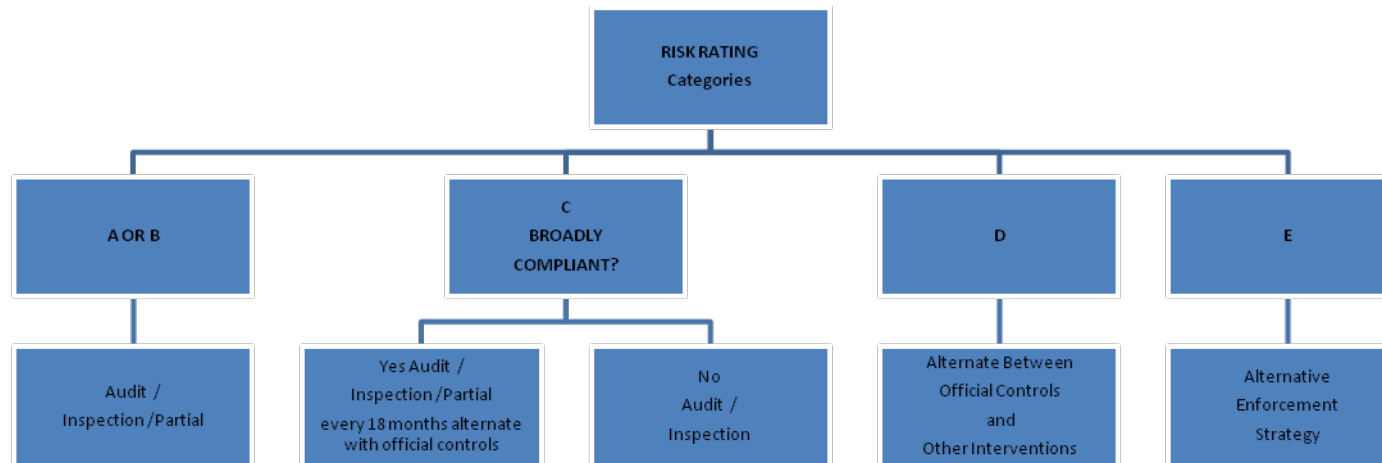 RISK RATING
Categories
A OR B
C
BROADLY
COMPLIANT?
D
E
Audit /
Inspection /Partial
Yes Audit /
Inspection /Partial
every 18 months alternate
with official controls
No
Audit /
Inspection
Alternate Between
Official Controls
and
Other Interventions
Alternative
Enforcement
Strategy